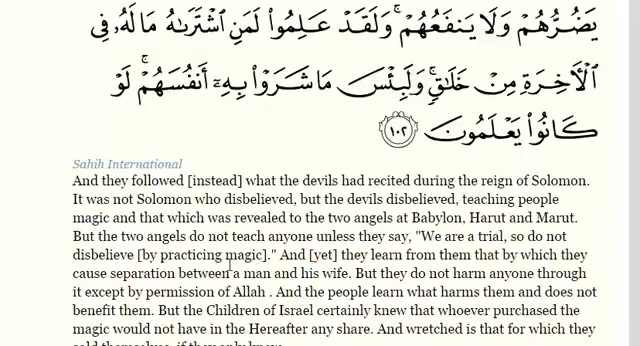 يَضُرُّهُمْ وَلَا يَنفَعُهُمْ ۚ وَلَقَدْ عَلِمُوا۟ لَمَنِ ٱشْتَرَىٰهُ مَا لَهُۥ فِى
ٱلْـَٔاخِرَةِ مِنْ خَلَـٰقٍ ۚ وَلَبِئْسَ مَا شَرَوْا۟ بِهِۦٓ أَنفُسَهُمْ ۚ لَوْ
كَانُوا۟ يَعْلَمُونَ ١٠٢
Sahih International
And they followed [instead] what the devils had recited during the reign of Solomon.
It was not Solomon who disbelieved, but the devils disbelieved, teaching people
magic and that which was revealed to the two angels at Babylon, Harut and Marut.
But the two angels do not teach anyone unless they say, "We are a trial, so do not
disbelieve [by practicing magic]." And [yet] they learn from them that by which they
cause separation between a man and his wife. But they do not harm anyone through
it except by permission of Allah . And the people learn what harms them and does not
benefit them. But the Children of Israel certainly knew that whoever purchased the
magic would not have in the Hereafter any share. And wretched is that for which they
sold themselves, if they only knew.